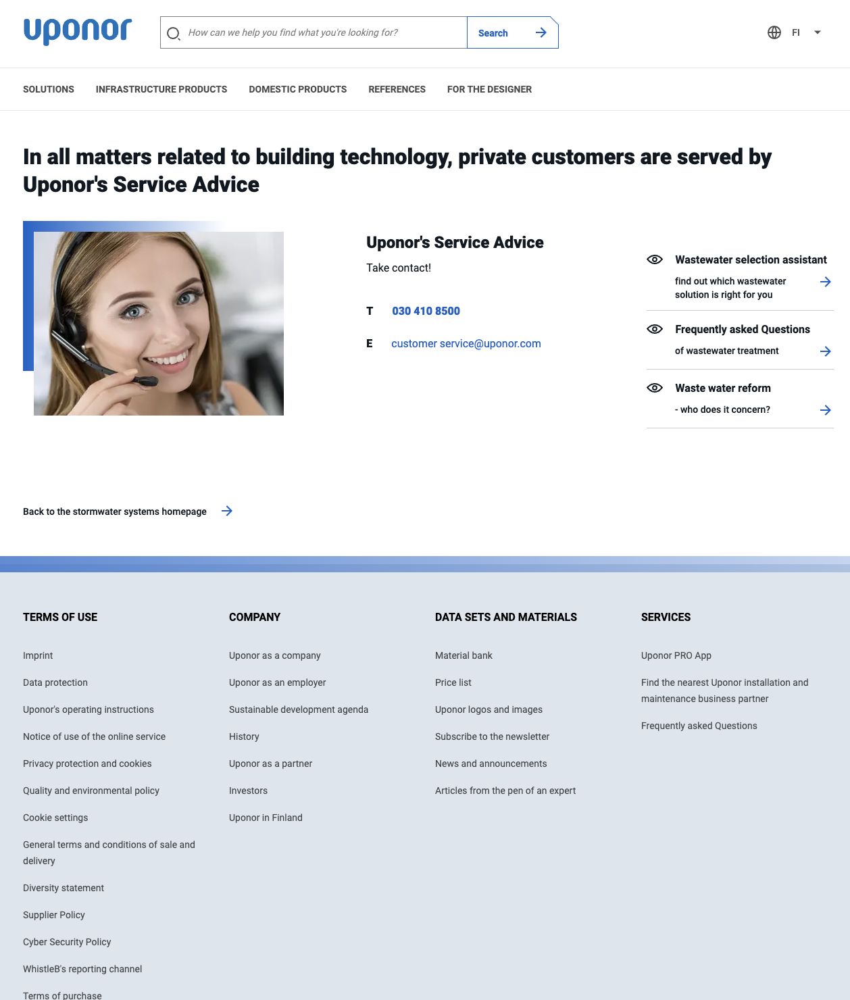 uponor
How can we help you find what you're looking for?
Search
FI
SOLUTIONS
INFRASTRUCTURE PRODUCTS
DOMESTIC PRODUCTS
REFERENCES
FOR THE DESIGNER
In all matters related to building technology, private customers are served by
Uponor's Service Advice
Uponor's Service Advice
Take contact!
T 030 410 8500
E customer service@uponor.com
Wastewater selection assistant
find out which wastewater
solution is right for you
Frequently asked Questions
of wastewater treatment
Waste water reform
- who does it concern?
Back to the stormwater systems homepage
TERMS OF USE
Imprint
Data protection
Uponor's operating instructions
Notice of use of the online service
Privacy protection and cookies
Quality and environmental policy
Cookie settings
General terms and conditions of sale and
delivery
Diversity statement
Supplier Policy
Cyber Security Policy
WhistleB's reporting channel
Terms of purchase
COMPANY
Uponor as a company
Uponor as an employer
Sustainable development agenda
History
Uponor as a partner
Investors
Uponor in Finland
DATA SETS AND MATERIALS
Material bank
Price list
Uponor logos and images
Subscribe to the newsletter
News and announcements
Articles from the pen of an expert
SERVICES
Uponor PRO App
Find the nearest Uponor installation and
maintenance business partner
Frequently asked Questions